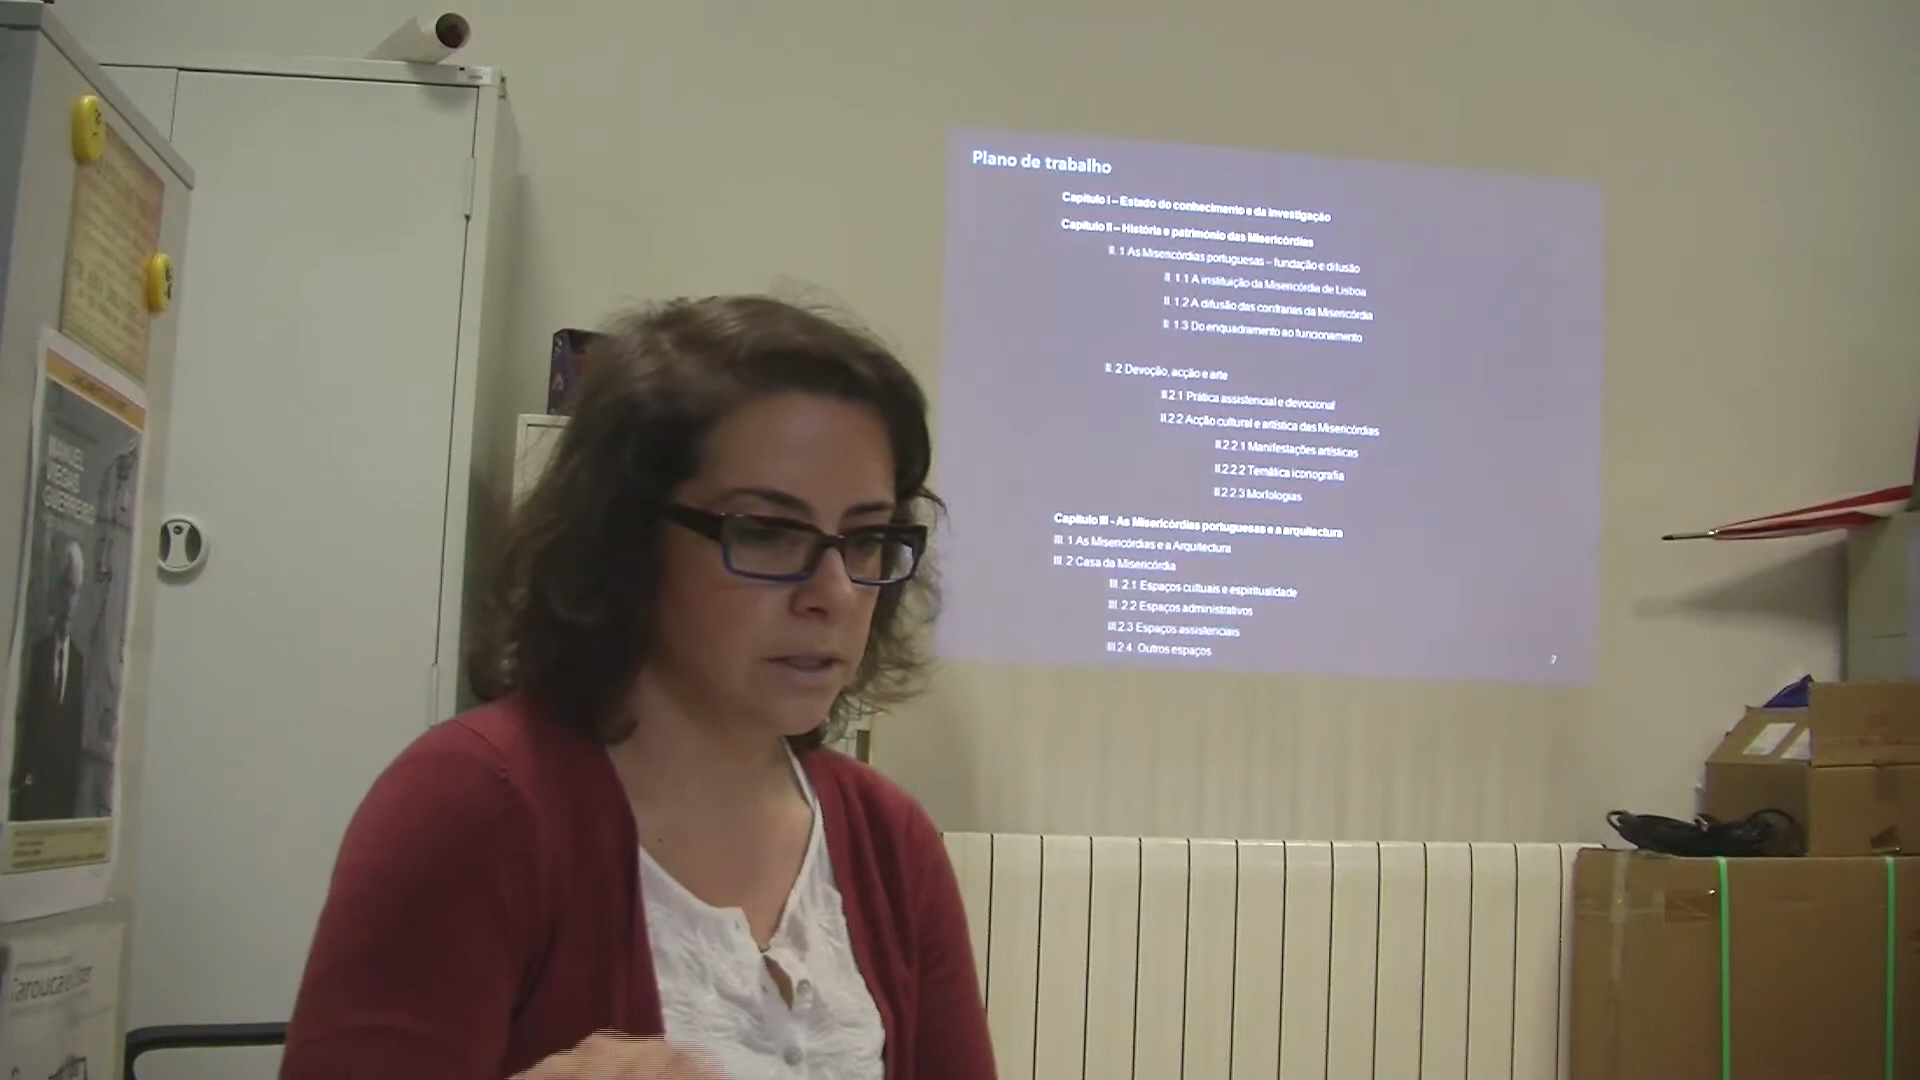 Plano de trabalho
Capítulo I – Estado do conhecimento e da investigação
Capítulo II – História e património das Misericórdias
II. 1 As Misericórdias portuguesas – fundação e difusão
II. 1.1 A instituição da Misericórdia de Lisboa
II. 1.2 A difusão das confrarias da Misericórdia
II. 1.3 Do enquadramento ao funcionamento
II. 2 Devoção, acção e arte
II.2.1 Prática assistencial e devocional
II.2.2 Acção cultural e artística das Misericórdias
II.2.2.1 Manifestações artísticas
II.2.2.2 Temática iconografia
II.2.2.3 Morfologias
Capítulo III - As Misericórdias portuguesas e a arquitectura
III. 1 As Misericórdias e a Arquitectura
III. 2 Casa da Misericórdia
III. 2.1 Espaços cultuais e espiritualidade
III. 2.2 Espaços administrativos
III.2.3 Espaços assistenciais
III.2.4 Outros espaços
7
MANUEL
VIEGAS
GUERREIRO
Tarouca